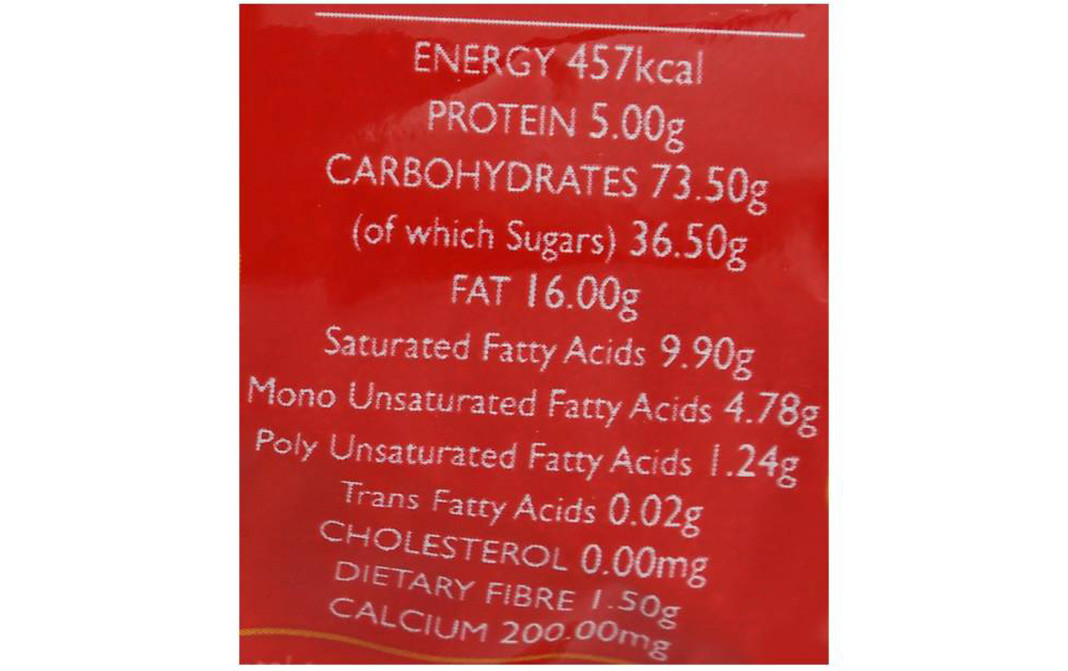 ENERGY 457kcal
PROTEIN 5.00g
CARBOHYDRATES 73.50g
(of which Sugars) 36.50g
FAT 16.00g
Saturated Fatty Acids 9.90g
Mono Unsaturated Fatty Acids 4.78g
Poly Unsaturated Fatty Acids 1.24g
Trans Fatty Acids 0.02g
CHOLESTEROL 0.00mg
DIETARY FIBRE 1.50g
CALCIUM 200.00mg